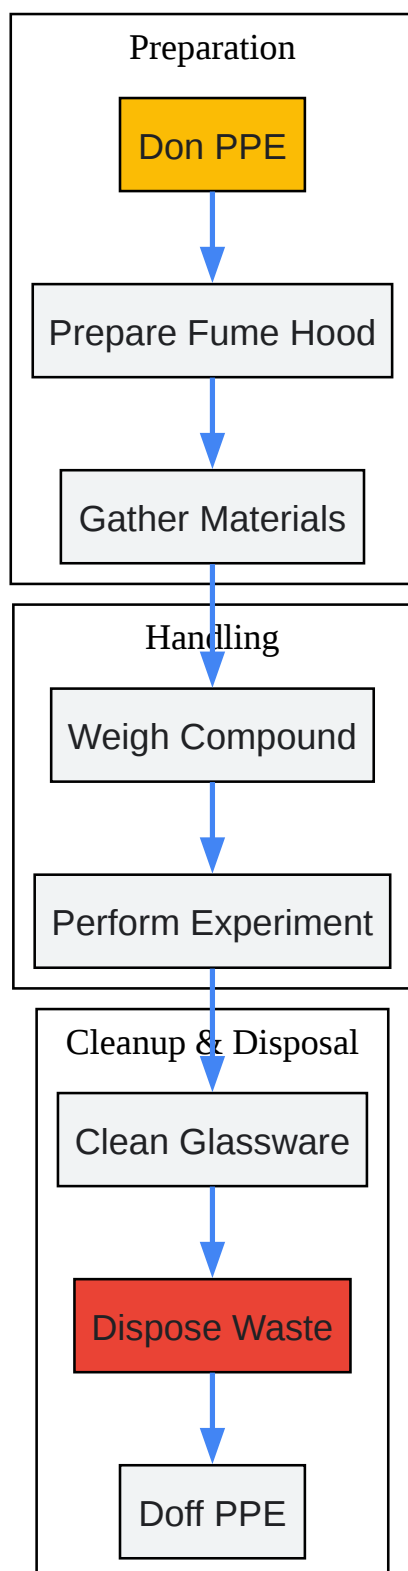 Preparation
Don PPE
Prepare Fume Hood
Gather Materials
Handling
Weigh Compound
Perform Experiment
Cleanup & Disposal
Clean Glassware
Dispose Waste
Doff PPE